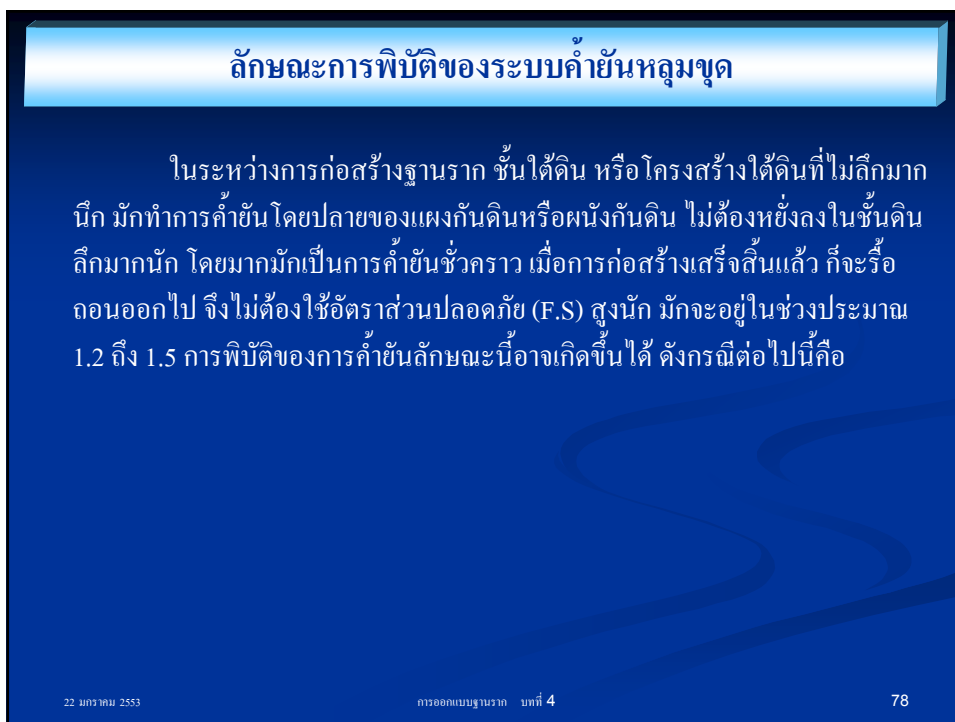 ลักษณะการพิบัติของระบบค้ำยันหลุมขุด
ในระหว่างการก่อสร้างฐานราก ชั้นใต้ดิน หรือโครงสร้างใต้ดินที่ไม่ลึกมาก
นึก มักทำการค้ำยันโดยปลายของแผงกันดินหรือผนังกันดิน ไม่ต้องหยั่งลงในชั้นดิน
ลึกมากนัก โดยมากมักเป็นการค้ำยันชั่วคราว เมื่อการก่อสร้างเสร็จสิ้นแล้ว ก็จะรื้อ
ถอนออกไป จึงไม่ต้องใช้อัตราส่วนปลอดภัย (F.S) สูงนัก มักจะอยู่ในช่วงประมาณ
1.2 ถึง 1.5 การพิบัติของการค้ำยันลักษณะนี้อาจเกิดขึ้นได้ ดังกรณีต่อไปนี้คือ
22 มกราคม 2553 การออกแบบฐานราก บทที่ 4 78